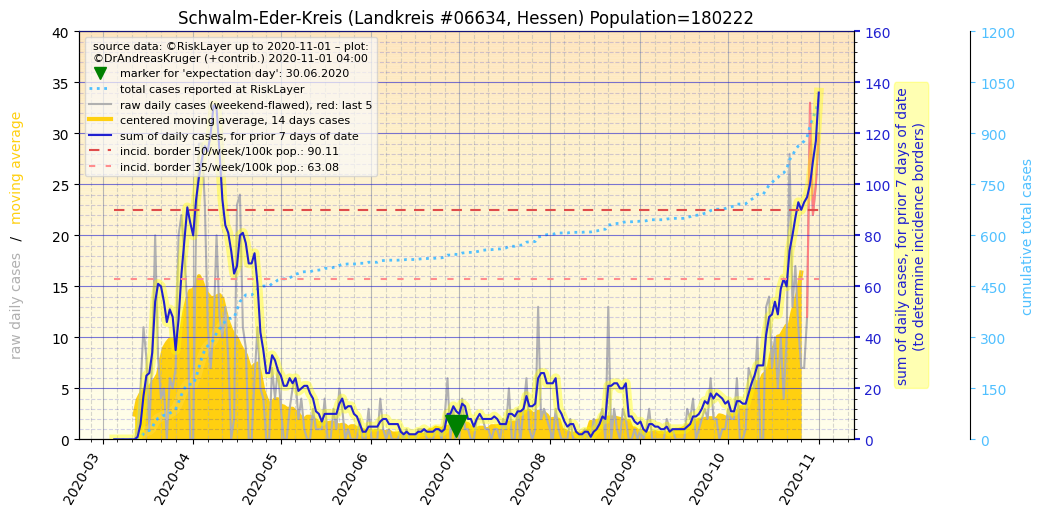 Schwalm-Eder-Kreis (Landkreis #06634, Hessen) Population=180222
source data: ©RiskLayer up to 2020-11-01 – plot:
©DrAndreasKruger (+contrib.) 2020-11-01 04:00
marker for 'expectation day': 30.06.2020
total cases reported at RiskLayer
raw daily cases (weekend-flawed), red: last 5
centered moving average, 14 days cases
sum of daily cases, for prior 7 days of date
incid. border 50/week/100k pop.: 90.11
incid. border 35/week/100k pop.: 63.08
raw daily cases / moving average
40
35
30
25
20
15
10
5
0
2020-03
2020-04
2020-05
2020-06
2020-07
2020-08
2020-09
2020-10
2020-11
160
140
120
100
80
60
40
20
0
sum of daily cases, for prior 7 days of date
(to determine incidence borders)
1200
1050
900
750
600
450
300
150
0
cumulative total cases